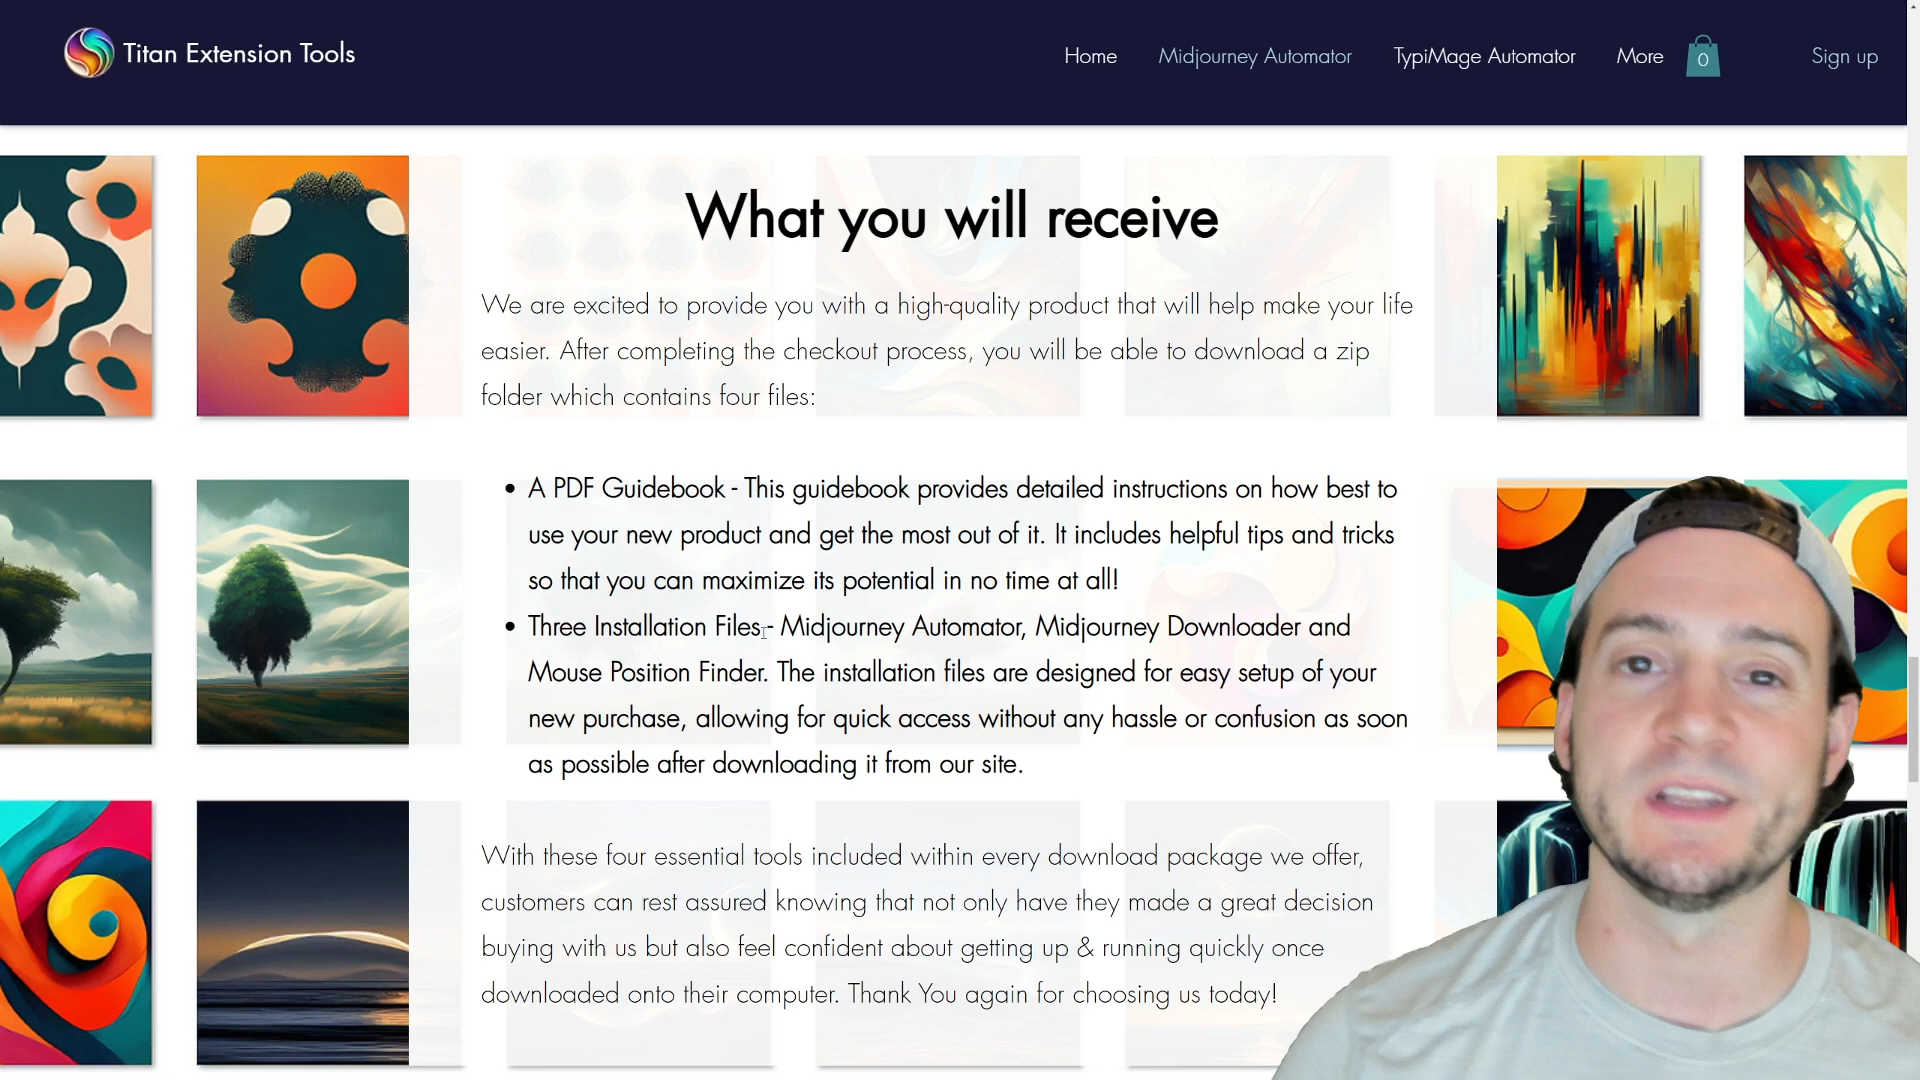 Titan Extension Tools
Home
Midjourney Automator
TypiMage Automator
More
0
Sign up
What you will receive
We are excited to provide you with a high-quality product that will help make your life
easier. After completing the checkout process, you will be able to download a zip
folder which contains four files:
• A PDF Guidebook - This guidebook provides detailed instructions on how best to
use your new product and get the most out of it. It includes helpful tips and tricks
so that you can maximize its potential in no time at all!
• Three Installation Files - Midjourney Automator, Midjourney Downloader and
Mouse Position Finder. The installation files are designed for easy setup of your
new purchase, allowing for quick access without any hassle or confusion as soon
as possible after downloading it from our site.
With these four essential tools included within every download package we offer,
customers can rest assured knowing that not only have they made a great decision
buying with us but also feel confident about getting up & running quickly once
downloaded onto their computer. Thank You again for choosing us today!